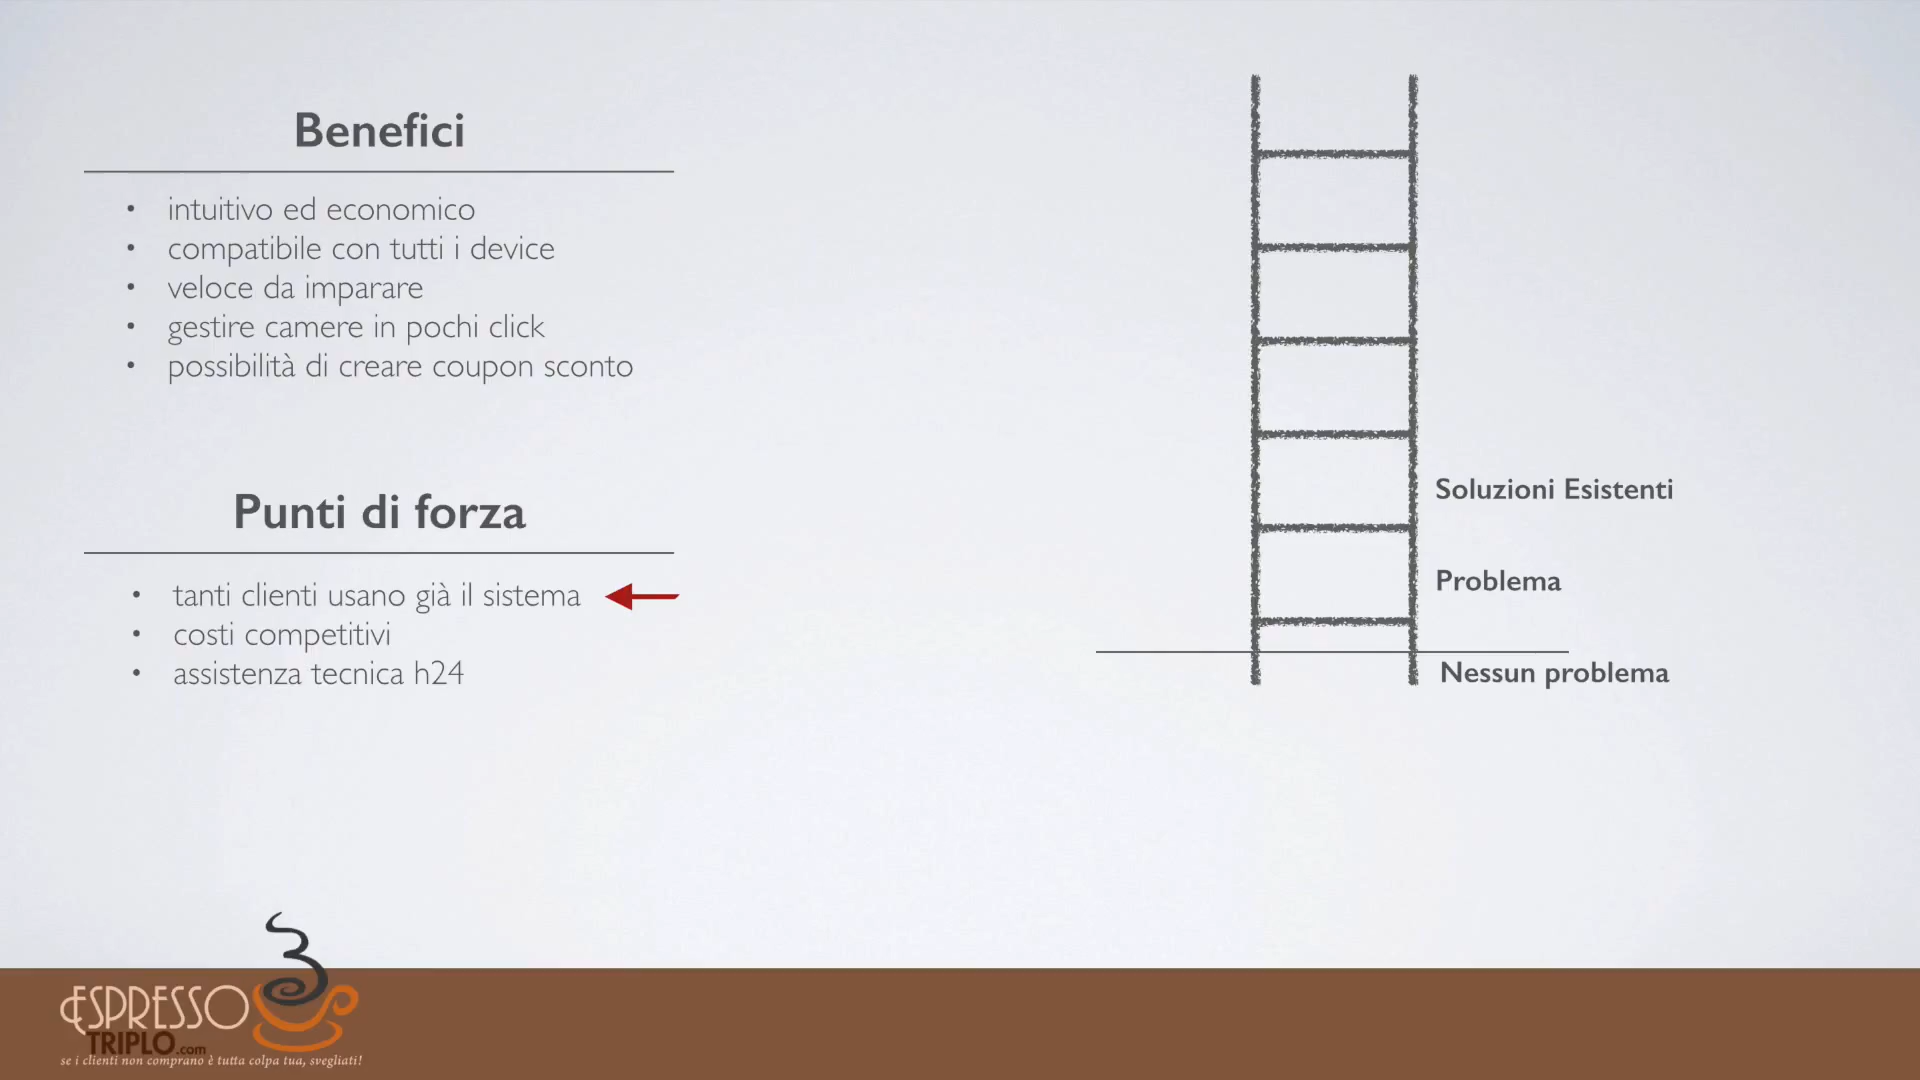 Benefici
• intuitivo ed economico
• compatibile con tutti i device
• veloce da imparare
• gestire camere in pochi click
• possibilità di creare coupon sconto
Punti di forza
• tanti clienti usano già il sistema
• costi competitivi
• assistenza tecnica h24
Soluzioni Esistenti
Problema
Nessun problema
ESPRESSO 3
TRIPLO.com
se i clienti non comprano è tutta colpa tua, svegliati!